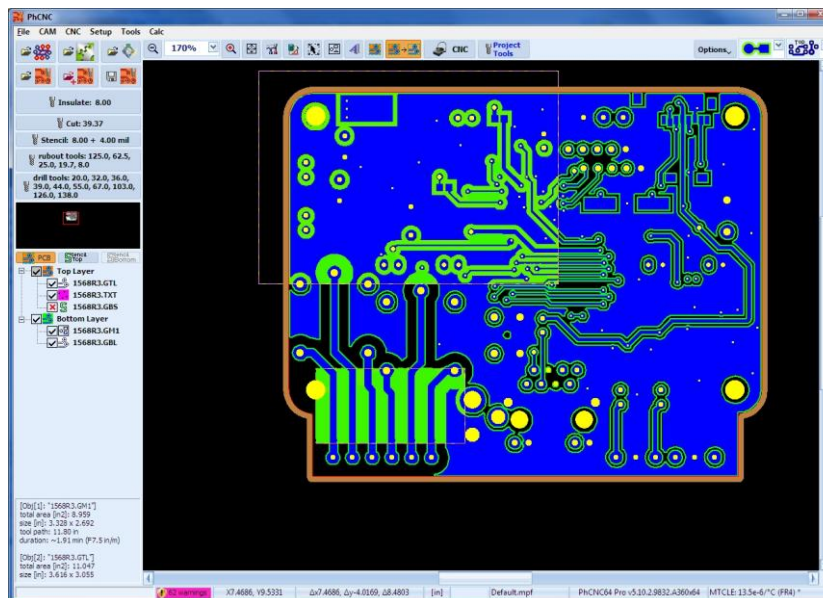 PhCNC
File CAM CNC Setup Tools Calc
170% CNC Project Tools Options
Insulate: 8.00
Cut: 39.37
Stencil: 8.00 + 4.00 mil
rubout tools: 125.0, 62.5,
25.0, 19.7, 8.0
drill tools: 20.0, 32.0, 36.0,
39.0, 44.0, 55.0, 67.0, 103.0,
126.0, 138.0
PCB Stencil Top Stencil Bottom
Top Layer
1568R3.GTL
1568R3.TXT
1568R3.GBS
Bottom Layer
1568R3.GM1
1568R3.GBL
[Obj[1]: "1568R3.GM1"]
total area [in2]: 8.959
size [in]: 3.328 x 2.692
tool path: 11.80 in
duration: ~1.91 min (F7.5 in/m)
[Obj[2]: "1568R3.GTL"]
total area [in2]: 11.047
size [in]: 3.616 x 3.055
62 warnings X7.4686, Y9.5331 Δx7.4686, Δy-4.0169, Δ8.4803 [in] Default.mpf PhCNC64 Pro v5.10.2.9832.A360x64 MTCLE: 13.5e-6/°C (FR4) *